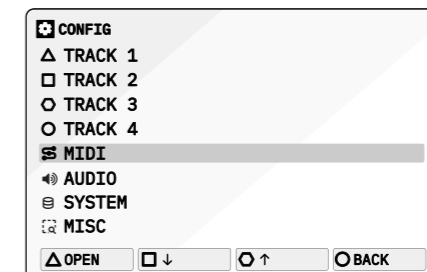 CONFIG
TRACK 1
TRACK 2
TRACK 3
TRACK 4
MIDI
AUDIO
SYSTEM
MISC
OPEN ↓ ↑ BACK